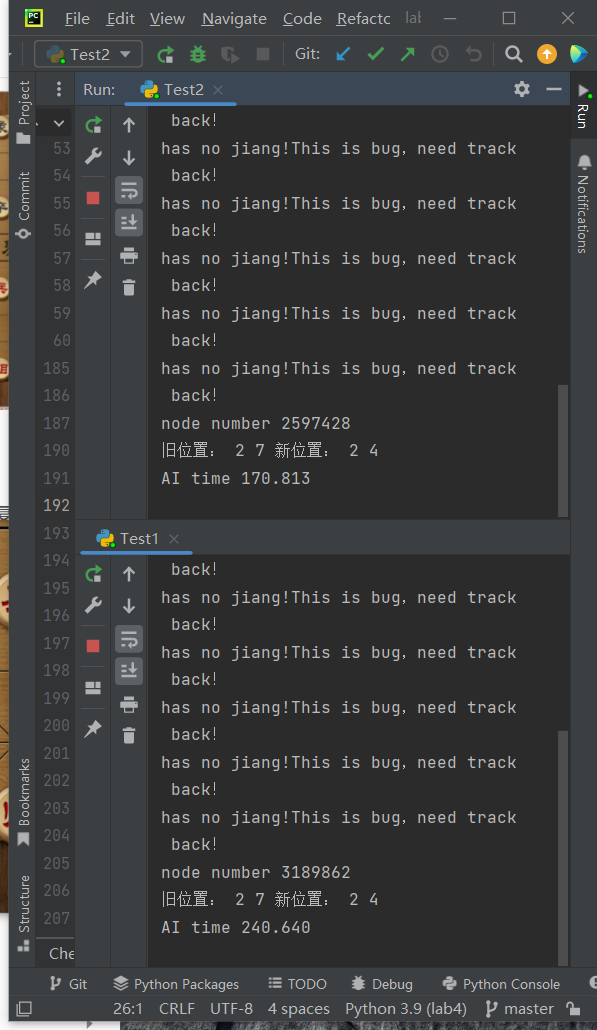 File Edit View Navigate Code Refactc lab
Test2 Git:
Project
Commit
Bookmarks
Structure
Run
Notifications
Run: Test2
53
54
55
56
57
58
59
60
185
186
187
190
191
192
193
194
195
196
197
198
199
200
201
202
203
204
205
206
207
back!
has no jiang!This is bug，need track
back!
has no jiang!This is bug，need track
back!
has no jiang!This is bug，need track
back!
has no jiang!This is bug，need track
back!
has no jiang!This is bug，need track
back!
node number 2597428
旧位置： 2 7 新位置： 2 4
AI time 170.813
Test1
back!
has no jiang!This is bug，need track
back!
has no jiang!This is bug，need track
back!
has no jiang!This is bug，need track
back!
has no jiang!This is bug，need track
back!
has no jiang!This is bug，need track
back!
node number 3189862
旧位置： 2 7 新位置： 2 4
AI time 240.640
Che
Git Python Packages TODO Debug Python Console
26:1 CRLF UTF-8 4 spaces Python 3.9 (lab4) master